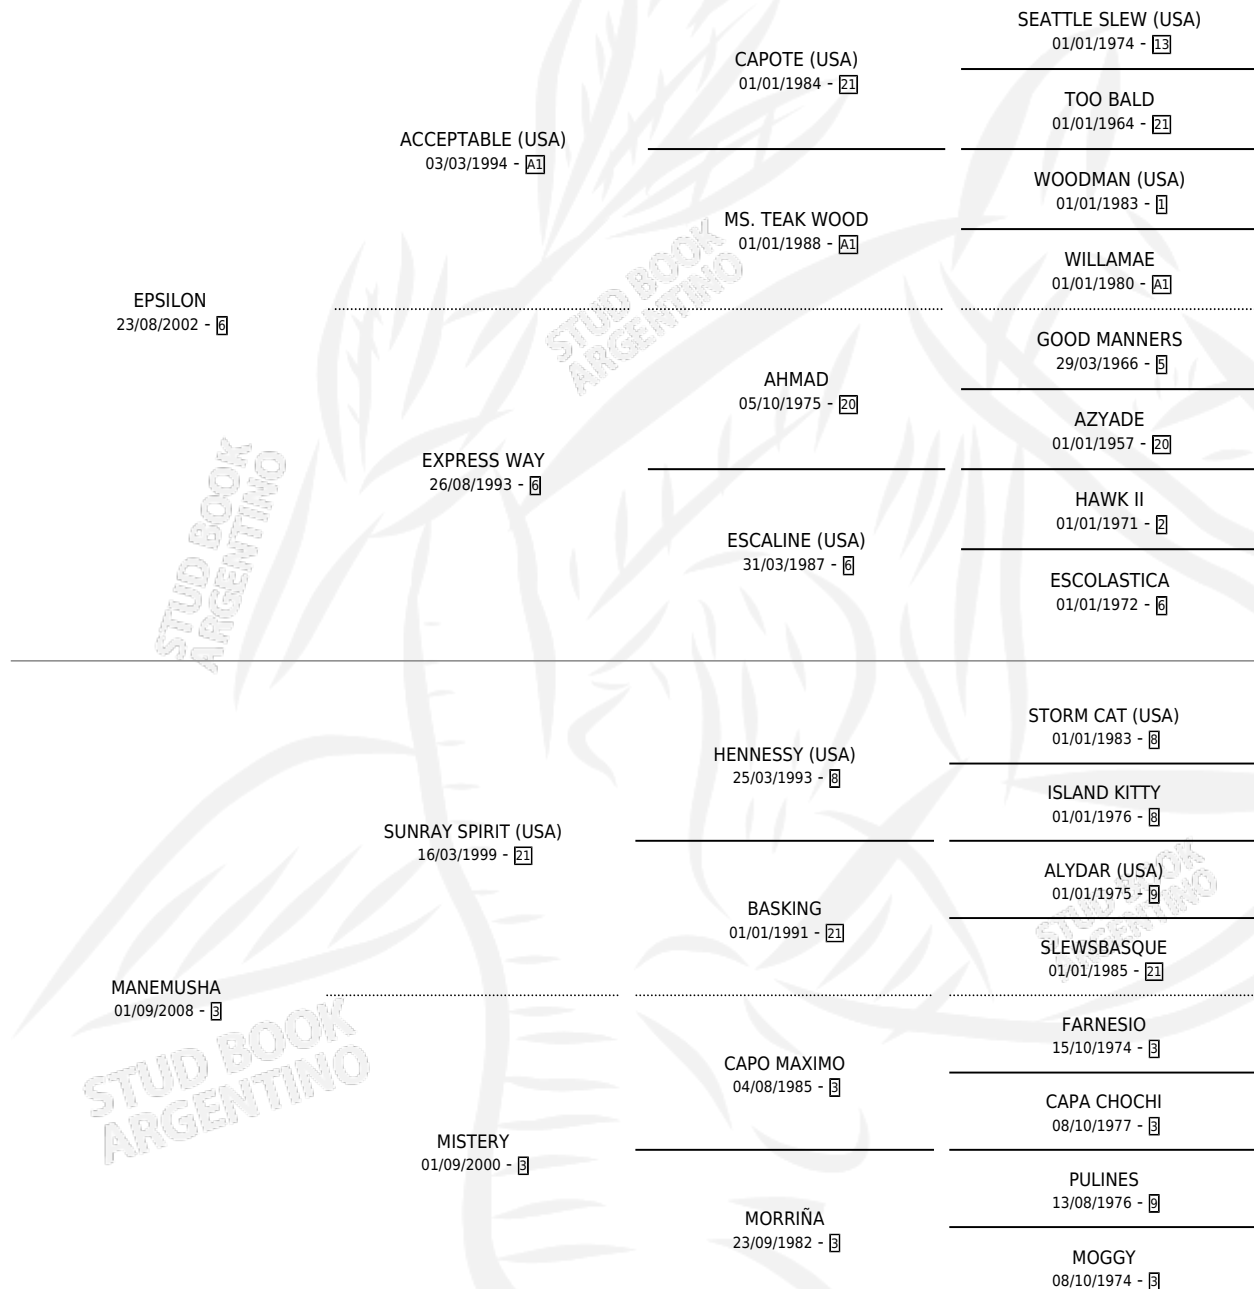 SEATTLE SLEW (USA)
01/01/1974 - 13
CAPOTE (USA)
01/01/1984 - 21
TOO BALD
01/01/1964 - 21
ACCEPTABLE (USA)
03/03/1994 - A1
WOODMAN (USA)
01/01/1983 - 1
MS. TEAK WOOD
01/01/1988 - A1
WILLAMAE
01/01/1980 - A1
EPSILON
23/08/2002 - 6
GOOD MANNERS
29/03/1966 - 5
AHMAD
05/10/1975 - 20
AZYADE
01/01/1957 - 20
EXPRESS WAY
26/08/1993 - 6
HAWK II
01/01/1971 - 2
ESCALINE (USA)
31/03/1987 - 6
ESCOLASTICA
01/01/1972 - 6
STORM CAT (USA)
01/01/1983 - 8
HENNESSY (USA)
25/03/1993 - 8
ISLAND KITTY
01/01/1976 - 8
SUNRAY SPIRIT (USA)
16/03/1999 - 21
ALYDAR (USA)
01/01/1975 - 9
BASKING
01/01/1991 - 21
SLEWSBASQUE
01/01/1985 - 21
MANEMUSHA
01/09/2008 - 3
FARNESIO
15/10/1974 - 3
CAPO MAXIMO
04/08/1985 - 3
CAPA CHOCHI
08/10/1977 - 3
MISTERY
01/09/2000 - 3
PULINES
13/08/1976 - 9
MORRIÑA
23/09/1982 - 3
MOGGY
08/10/1974 - 3
STUD BOOK
ARGENTINO
STUD BOOK
ARGENTINO
STUD BOOK
ARGENTINO
STUD BOOK
ARGENTINO